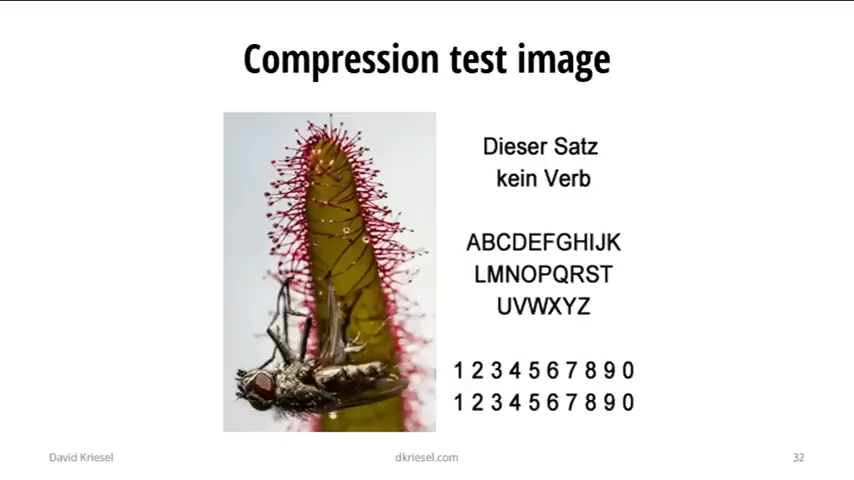 Compression test image
Dieser Satz
kein Verb
ABCDEFGHIJK
LMNOPQRST
UVWXYZ
1 2 3 4 5 6 7 8 9 0
1 2 3 4 5 6 7 8 9 0
David Kriesel
dkriesel.com
32